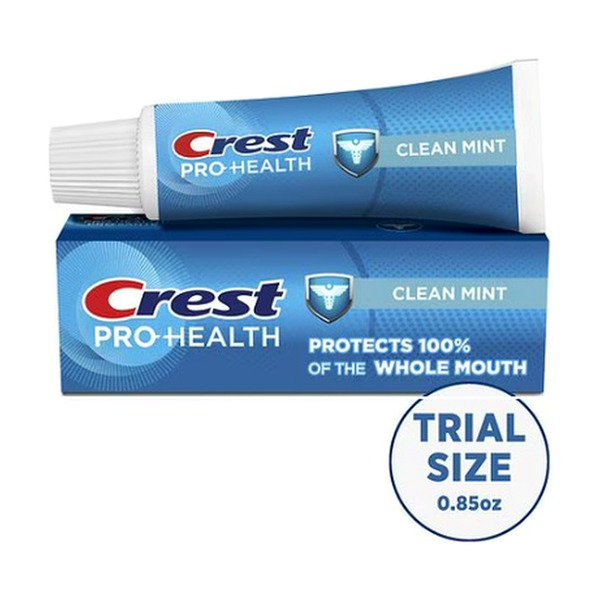 Crest
PRO-HEALTH
CLEAN MINT
Crest
PRO-HEALTH
CLEAN MINT
PROTECTS 100%
OF THE WHOLE MOUTH
TRIAL
SIZE
0.85oz